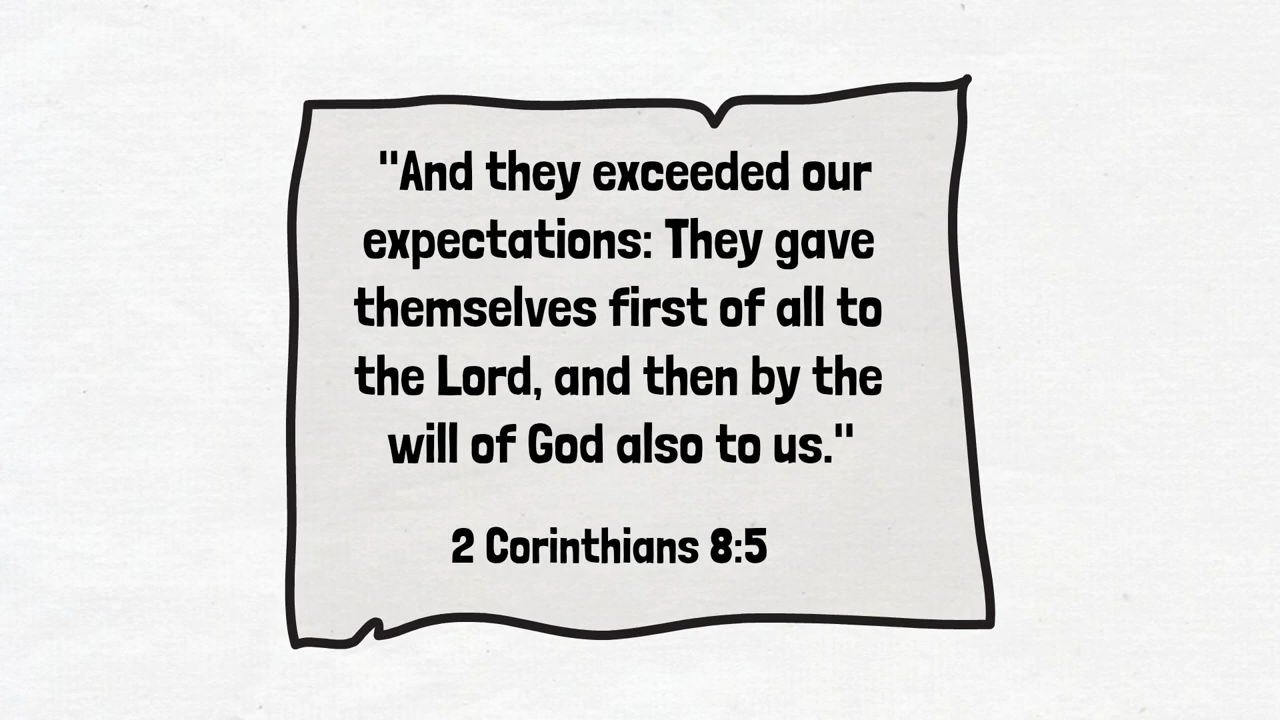 "And they exceeded our
expectations: They gave
themselves first of all to
the Lord, and then by the
will of God also to us."
2 Corinthians 8:5